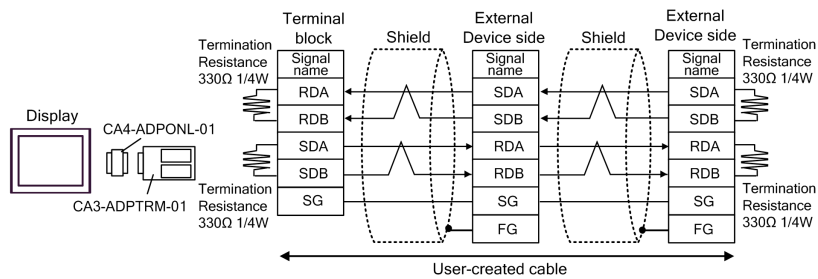 Terminal
block
Shield
External
Device side
Shield
External
Device side
Termination
Resistance
330Ω 1/4W
Termination
Resistance
330Ω 1/4W
Signal
name
Signal
name
Signal
name
RDA
SDA
SDA
RDB
SDB
SDB
SDA
RDA
RDA
SDB
RDB
RDB
SG
SG
SG
FG
FG
Display
CA4-ADPONL-01
CA3-ADPTRM-01
Termination
Resistance
330Ω 1/4W
Termination
Resistance
330Ω 1/4W
User-created cable